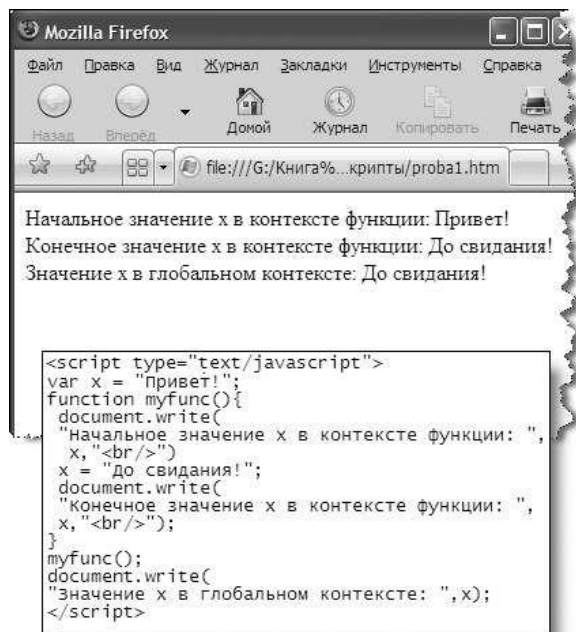 Mozilla Firefox
Файл Правка Вид Журнал Закладки Инструменты Справка
Назад Вперёд Домой Журнал Копировать Печать
file:///G:/Книга%...крипты/proba1.htm
Начальное значение x в контексте функции: Привет!
Конечное значение x в контексте функции: До свидания!
Значение x в глобальном контексте: До свидания!
<script type="text/javascript">
var x = "Привет!";
function myfunc(){
document.write(
"Начальное значение x в контексте функции: ",
x,"<br/>")
x = "До свидания!";
document.write(
"Конечное значение x в контексте функции: ",
x,"<br/>");
}
myfunc();
document.write(
"Значение x в глобальном контексте: ",x);
</script>